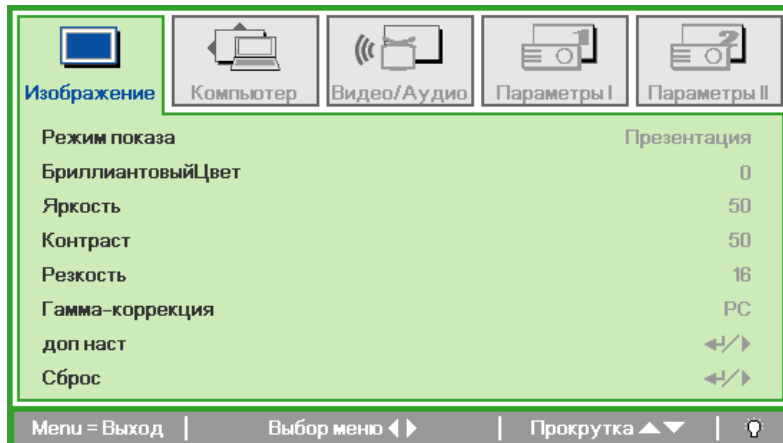 Изображение
Компьютер
Видео/Аудио
Параметры I
Параметры II
Режим показа Презентация
БриллиантовыйЦвет 0
Яркость 50
Контраст 50
Резкость 16
Гамма-коррекция PC
доп наст
Сброс
Menu = Выход Выбор меню Прокрутка